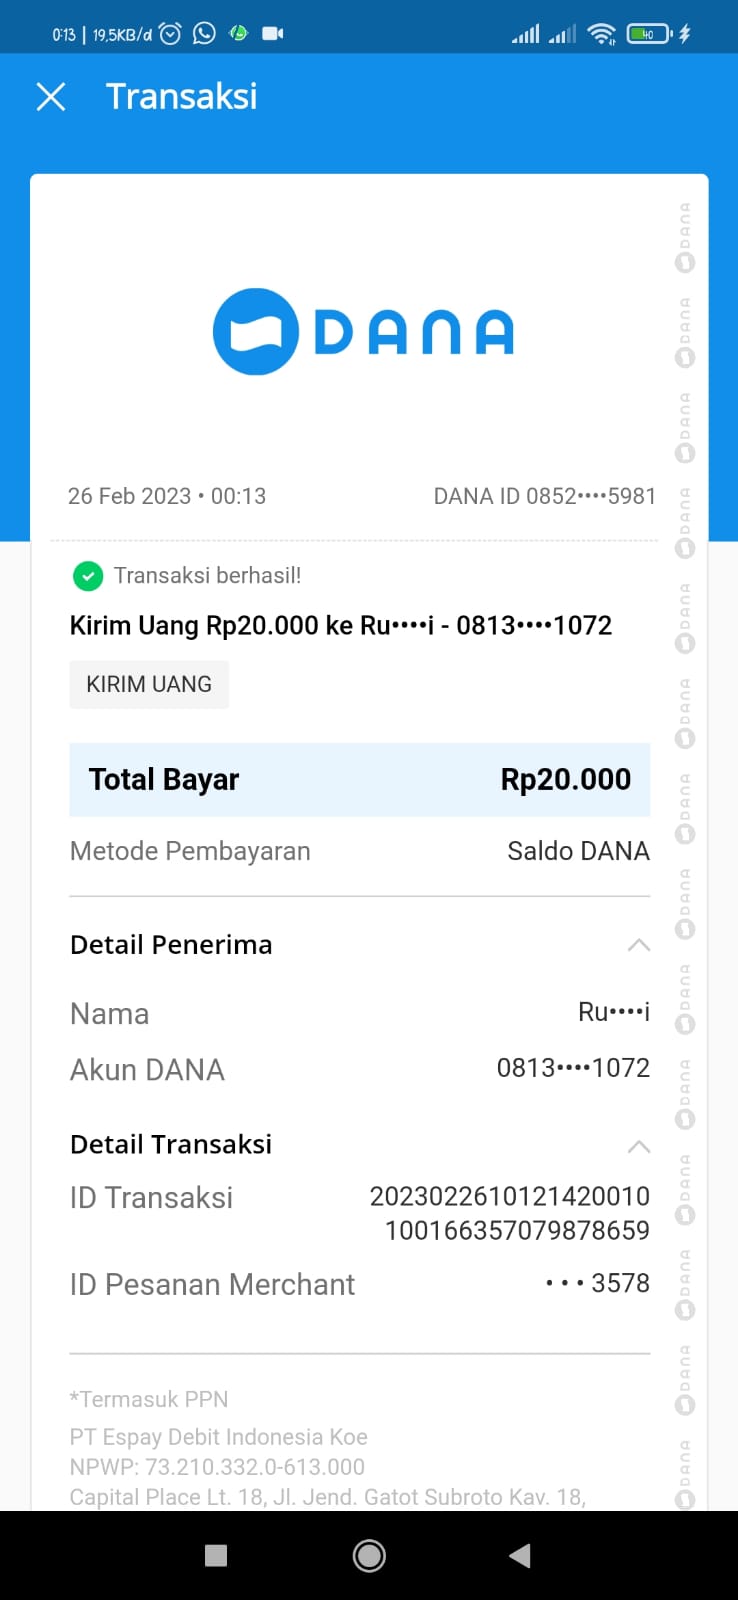 0:13 | 19,5KB/d 40
Transaksi
DANA
26 Feb 2023 • 00:13 DANA ID 0852••••5981
Transaksi berhasil!
Kirim Uang Rp20.000 ke Ru••••i - 0813••••1072
KIRIM UANG
Total Bayar Rp20.000
Metode Pembayaran Saldo DANA
Detail Penerima
Nama Ru••••i
Akun DANA 0813••••1072
Detail Transaksi
ID Transaksi 2023022610121420010
100166357079878659
ID Pesanan Merchant • • • 3578
*Termasuk PPN
PT Espay Debit Indonesia Koe
NPWP: 73.210.332.0-613.000
Capital Place Lt. 18, Jl. Jend. Gatot Subroto Kav. 18,
DANA
DANA
DANA
DANA
DANA
DANA
DANA
DANA
DANA
DANA
DANA
DANA
DANA
DANA